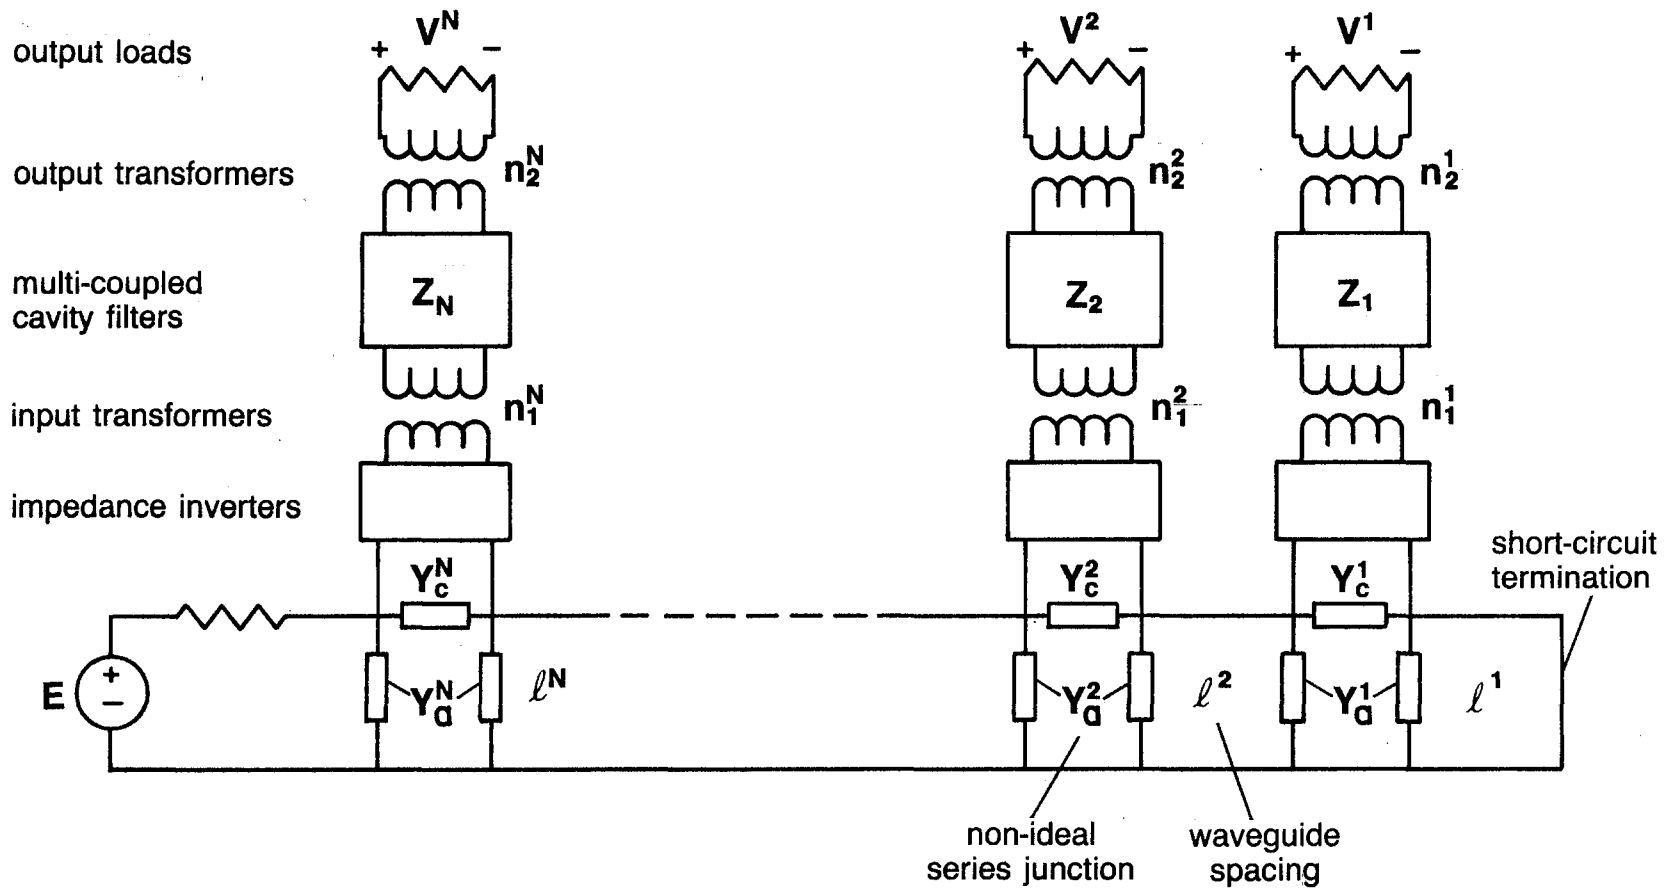 output loads
V^N
+ −
V^2
+ −
V^1
+ −
output transformers
n_2^N
n_2^2
n_2^1
multi-coupled
cavity filters
Z_N
Z_2
Z_1
input transformers
n_1^N
n_1^2
n_1^1
impedance inverters
short-circuit
termination
Y_c^N
Y_c^2
Y_c^1
E
+
−
Y_a^N
ℓ^N
Y_a^2
ℓ^2
Y_a^1
ℓ^1
non-ideal
series junction
waveguide
spacing